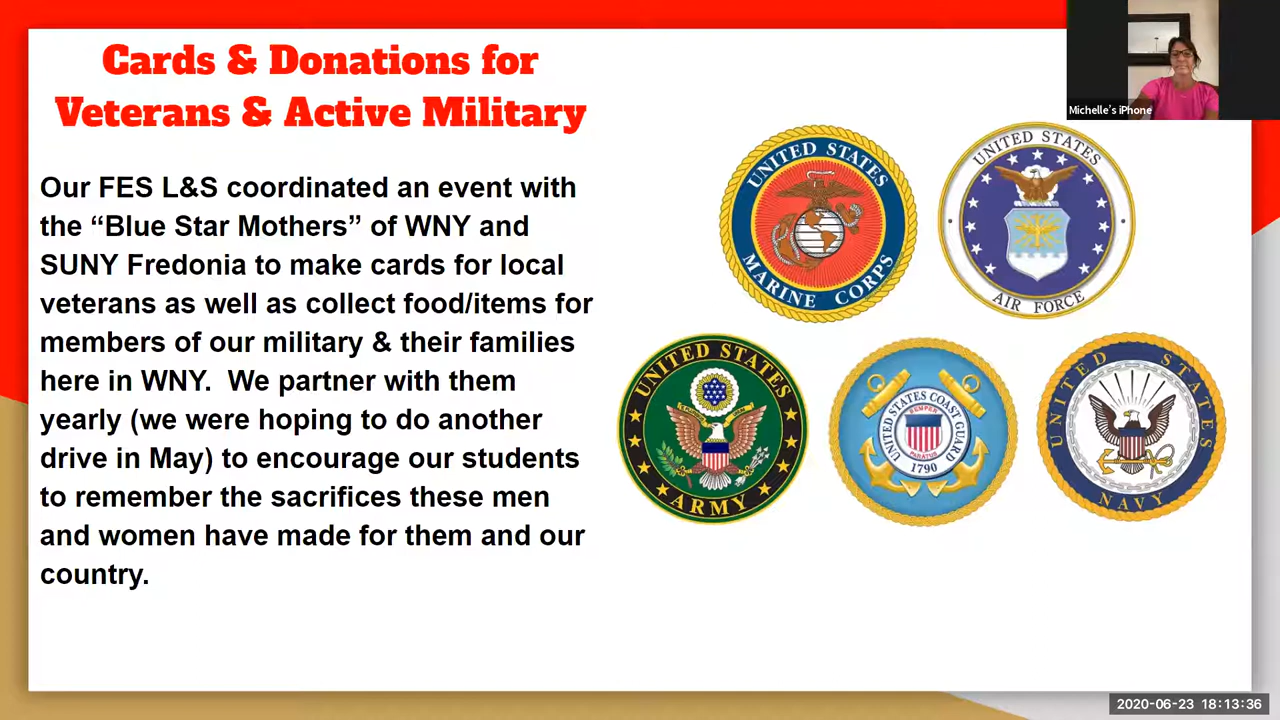 Cards & Donations for
Veterans & Active Military
Michelle's iPhone
Our FES L&S coordinated an event with
the “Blue Star Mothers” of WNY and
SUNY Fredonia to make cards for local
veterans as well as collect food/items for
members of our military & their families
here in WNY.  We partner with them
yearly (we were hoping to do another
drive in May) to encourage our students
to remember the sacrifices these men
and women have made for them and our
country.
UNITED STATES
MARINE CORPS
UNITED STATES
AIR FORCE
UNITED STATES
ARMY
UNITED STATES COAST GUARD
SEMPER
PARATUS
1790
UNITED STATES
NAVY
2020-06-23 18:13:36